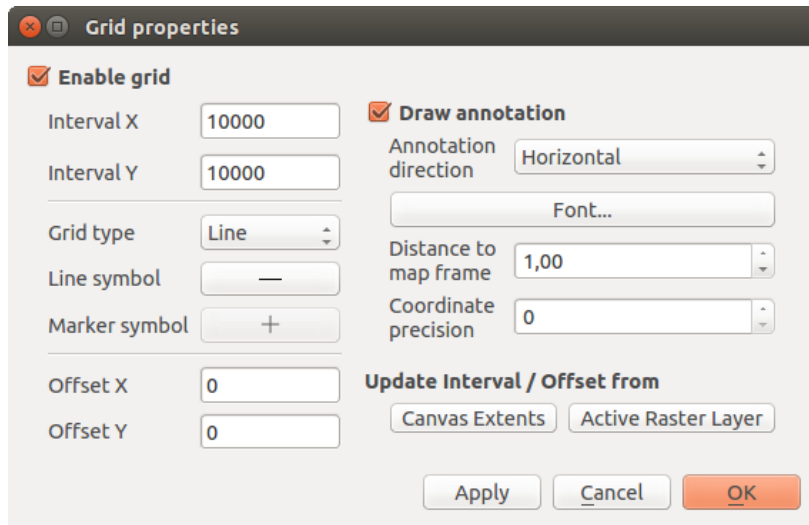 Grid properties
Enable grid
Interval X 10000
Interval Y 10000
Grid type Line
Line symbol
Marker symbol
Offset X 0
Offset Y 0
Draw annotation
Annotation
direction
Horizontal
Font...
Distance to
map frame
1,00
Coordinate
precision
0
Update Interval / Offset from
Canvas Extents Active Raster Layer
Apply Cancel OK